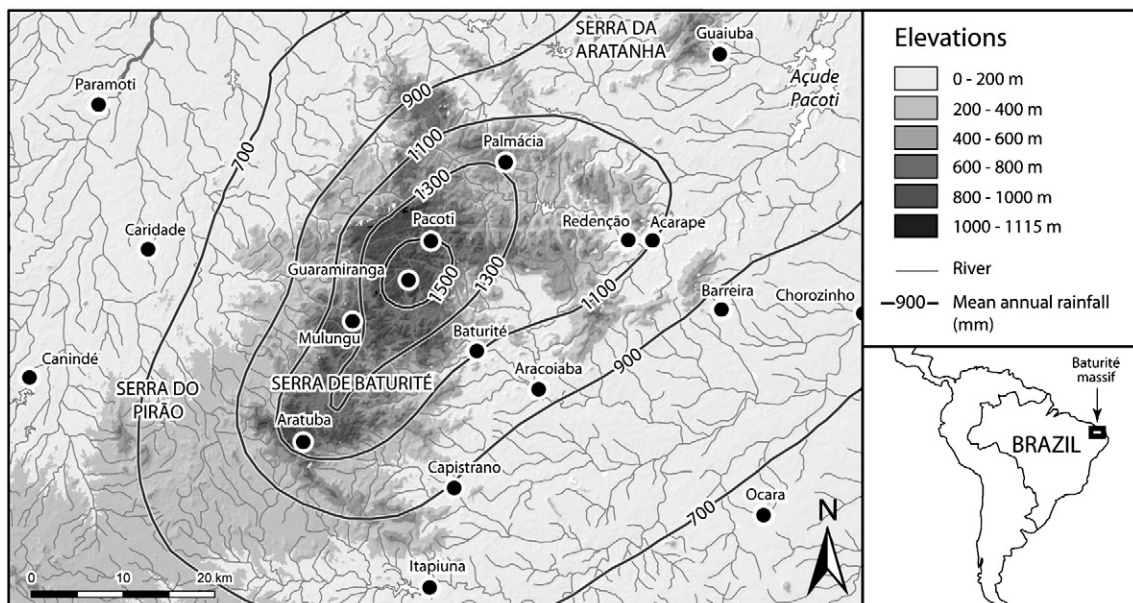 SERRA DA
ARATANHA
Guaiuba
Açude
Pacoti
Paramoti
900
700
1100
Palmácia
1300
Pacoti
Redenção
Acarape
Caridade
Guaramiranga
1500
1300
1100
Barreira
Chorozinho
Mulungu
Baturité
Canindé
Aracoiaba
900
SERRA DO
PIRÃO
SERRA DE BATURITÉ
Aratuba
Capistrano
700
Ocara
N
Itapiuna
0 10 20 km
Elevations
0 - 200 m
200 - 400 m
400 - 600 m
600 - 800 m
800 - 1000 m
1000 - 1115 m
River
900 Mean annual rainfall
(mm)
Baturité
massif
BRAZIL